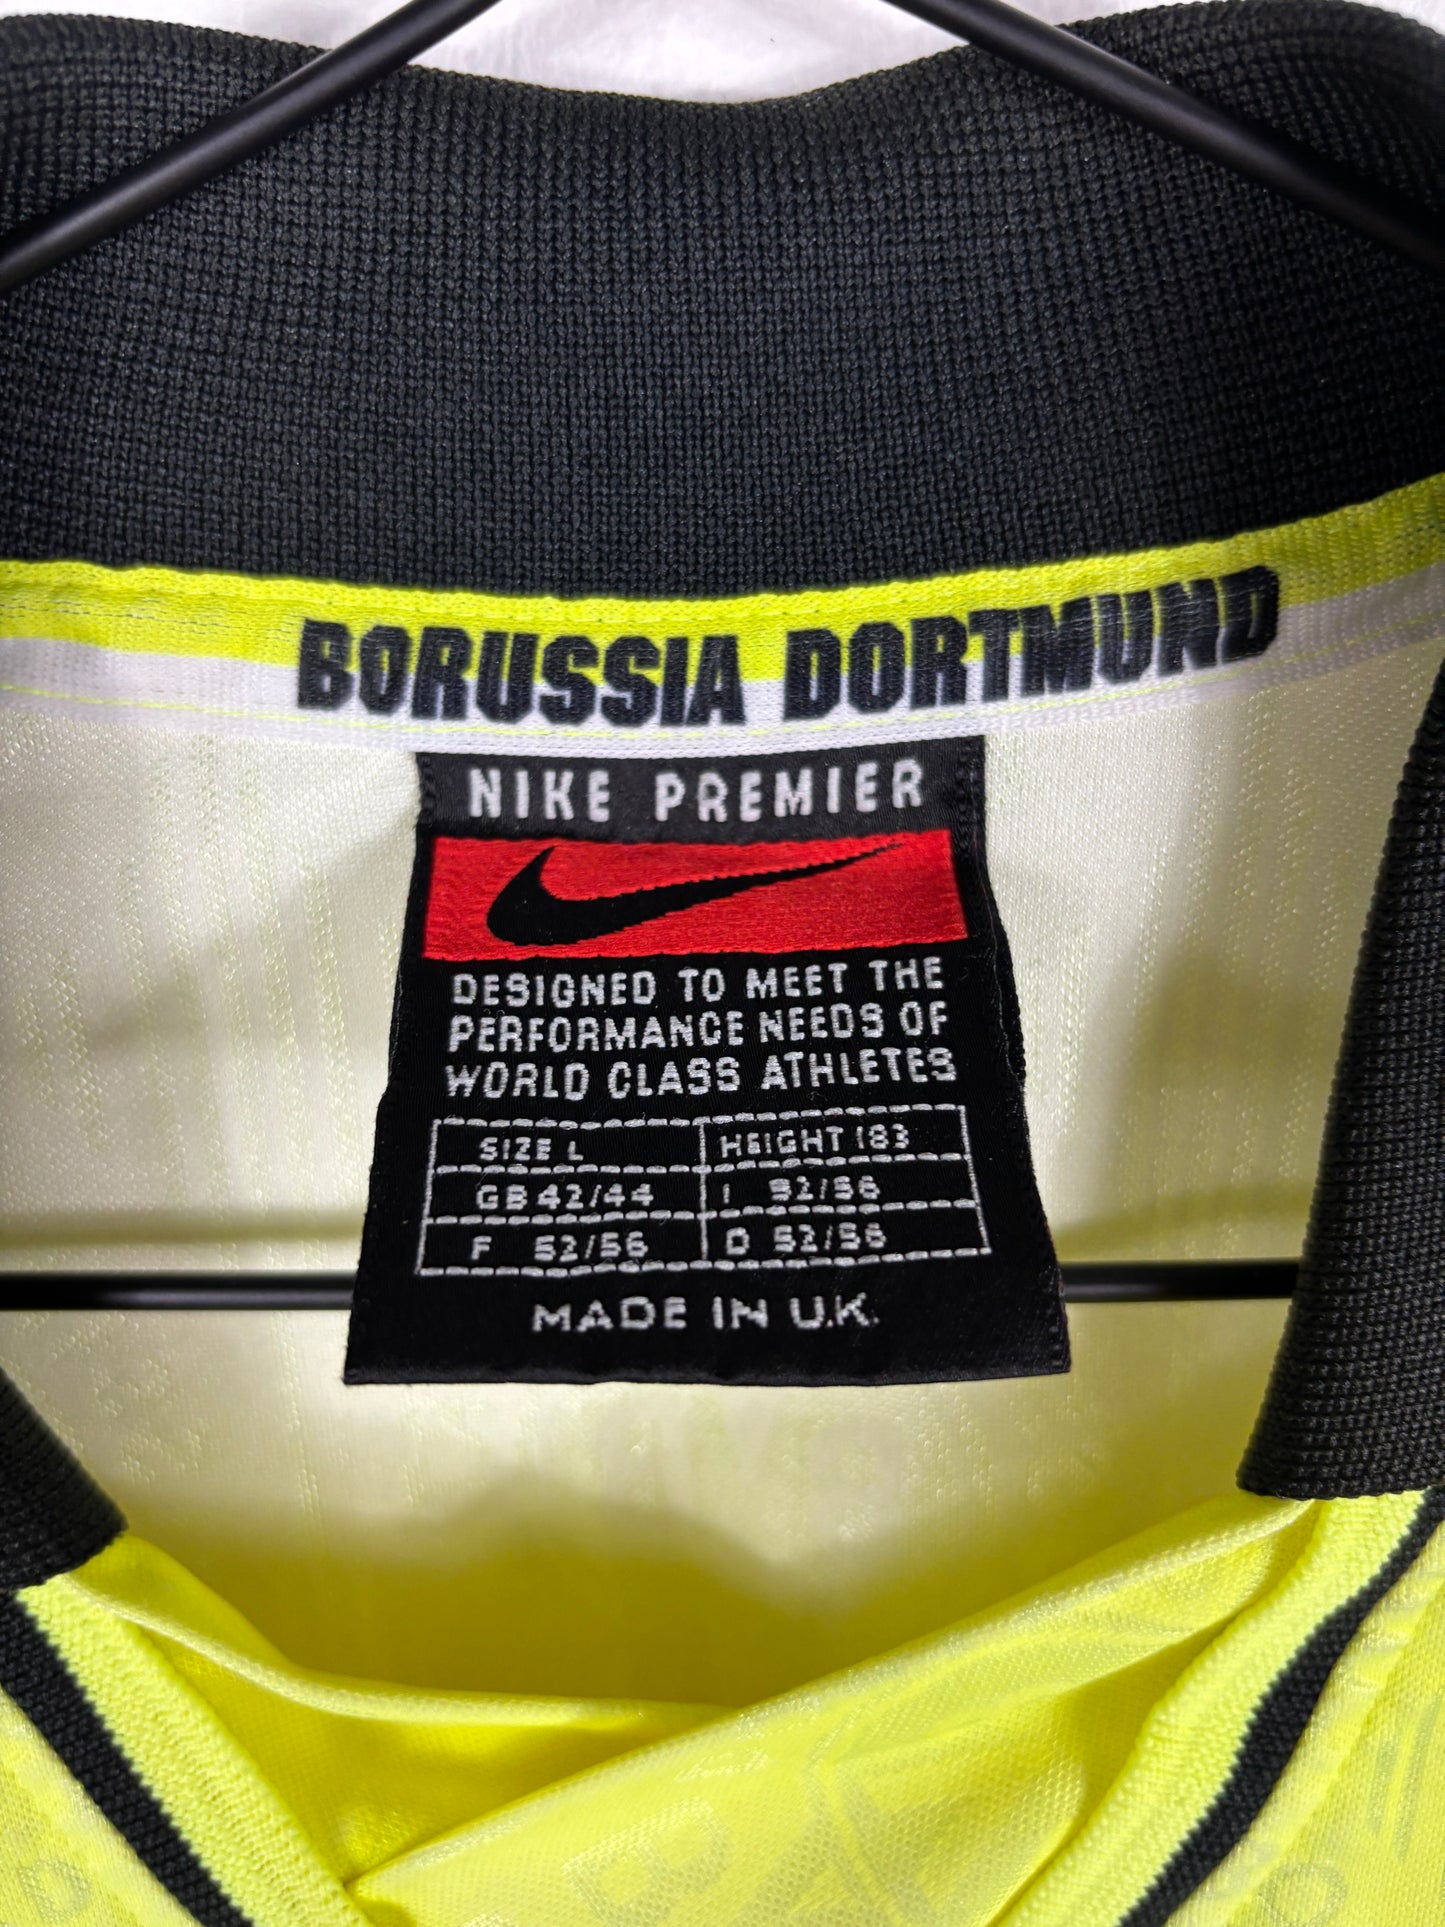 BORUSSIA DORTMUND
NIKE PREMIER
DESIGNED TO MEET THE
PERFORMANCE NEEDS OF
WORLD CLASS ATHLETES
SIZE L HEIGHT 183
GB 42/44 I 52/56
F 52/56 D 52/56
MADE IN U.K.